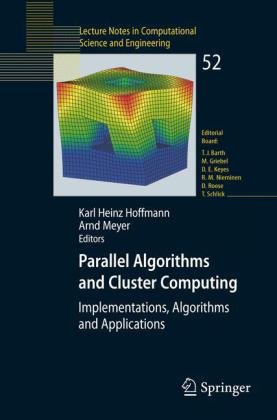 Lecture Notes in Computational
Science and Engineering
52
Editorial
Board:
T. J. Barth
M. Griebel
D. E. Keyes
R. M. Nieminen
D. Roose
T. Schlick
Karl Heinz Hoffmann
Arnd Meyer
Editors
Parallel Algorithms
and Cluster Computing
Implementations, Algorithms
and Applications
Springer